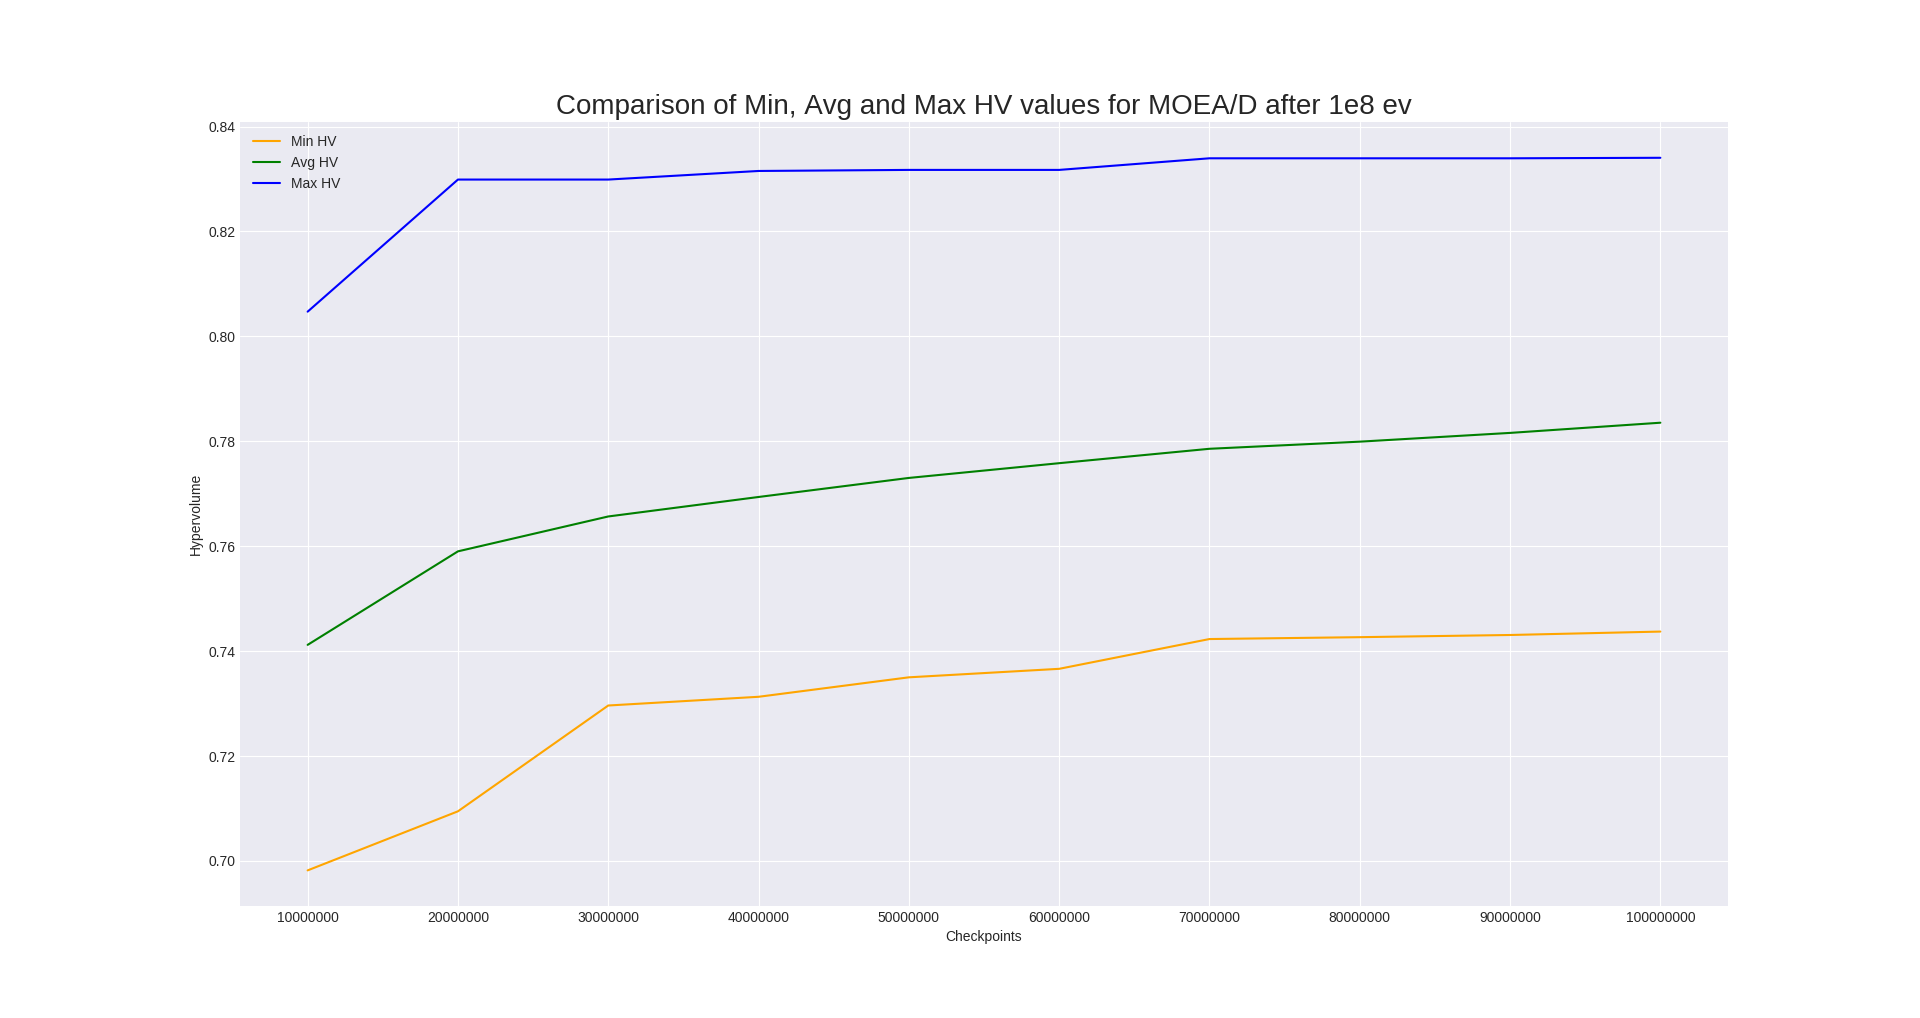 Comparison of Min, Avg and Max HV values for MOEA/D after 1e8 ev
Min HV
Avg HV
Max HV
Hypervolume
0.84
0.82
0.80
0.78
0.76
0.74
0.72
0.70
10000000 20000000 30000000 40000000 50000000 60000000 70000000 80000000 90000000 100000000
Checkpoints